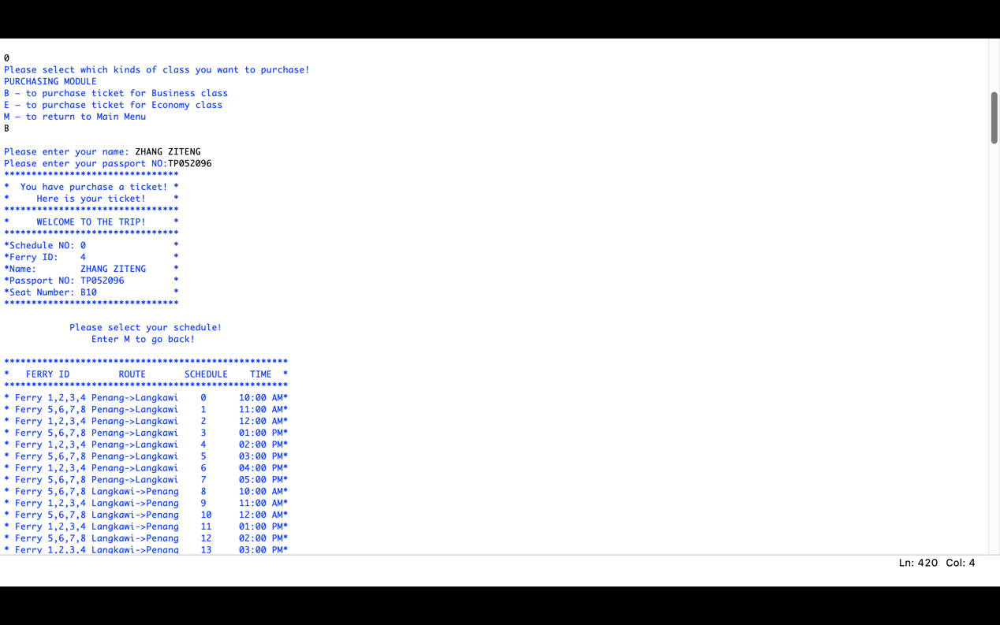 0
Please select which kinds of class you want to purchase!
PURCHASING MODULE
B – to purchase ticket for Business class
E – to purchase ticket for Economy class
M – to return to Main Menu
B
Please enter your name: ZHANG ZITENG
Please enter your passport NO:TP052096
********************************
*  You have purchase a ticket! *
*     Here is your ticket!     *
********************************
*     WELCOME TO THE TRIP!     *
********************************
*Schedule NO: 0                *
*Ferry ID:    4                *
*Name:        ZHANG ZITENG     *
*Passport NO: TP052096         *
*Seat Number: B10              *
********************************
            Please select your schedule!
                Enter M to go back!
****************************************************
*   FERRY ID         ROUTE       SCHEDULE    TIME  *
****************************************************
* Ferry 1,2,3,4 Penang->Langkawi    0      10:00 AM*
* Ferry 5,6,7,8 Penang->Langkawi    1      11:00 AM*
* Ferry 1,2,3,4 Penang->Langkawi    2      12:00 AM*
* Ferry 5,6,7,8 Penang->Langkawi    3      01:00 PM*
* Ferry 1,2,3,4 Penang->Langkawi    4      02:00 PM*
* Ferry 5,6,7,8 Penang->Langkawi    5      03:00 PM*
* Ferry 1,2,3,4 Penang->Langkawi    6      04:00 PM*
* Ferry 5,6,7,8 Penang->Langkawi    7      05:00 PM*
* Ferry 5,6,7,8 Langkawi->Penang    8      10:00 AM*
* Ferry 1,2,3,4 Langkawi->Penang    9      11:00 AM*
* Ferry 5,6,7,8 Langkawi->Penang    10     12:00 AM*
* Ferry 1,2,3,4 Langkawi->Penang    11     01:00 PM*
* Ferry 5,6,7,8 Langkawi->Penang    12     02:00 PM*
* Ferry 1,2,3,4 Langkawi->Penang    13     03:00 PM*
Ln: 420 Col: 4